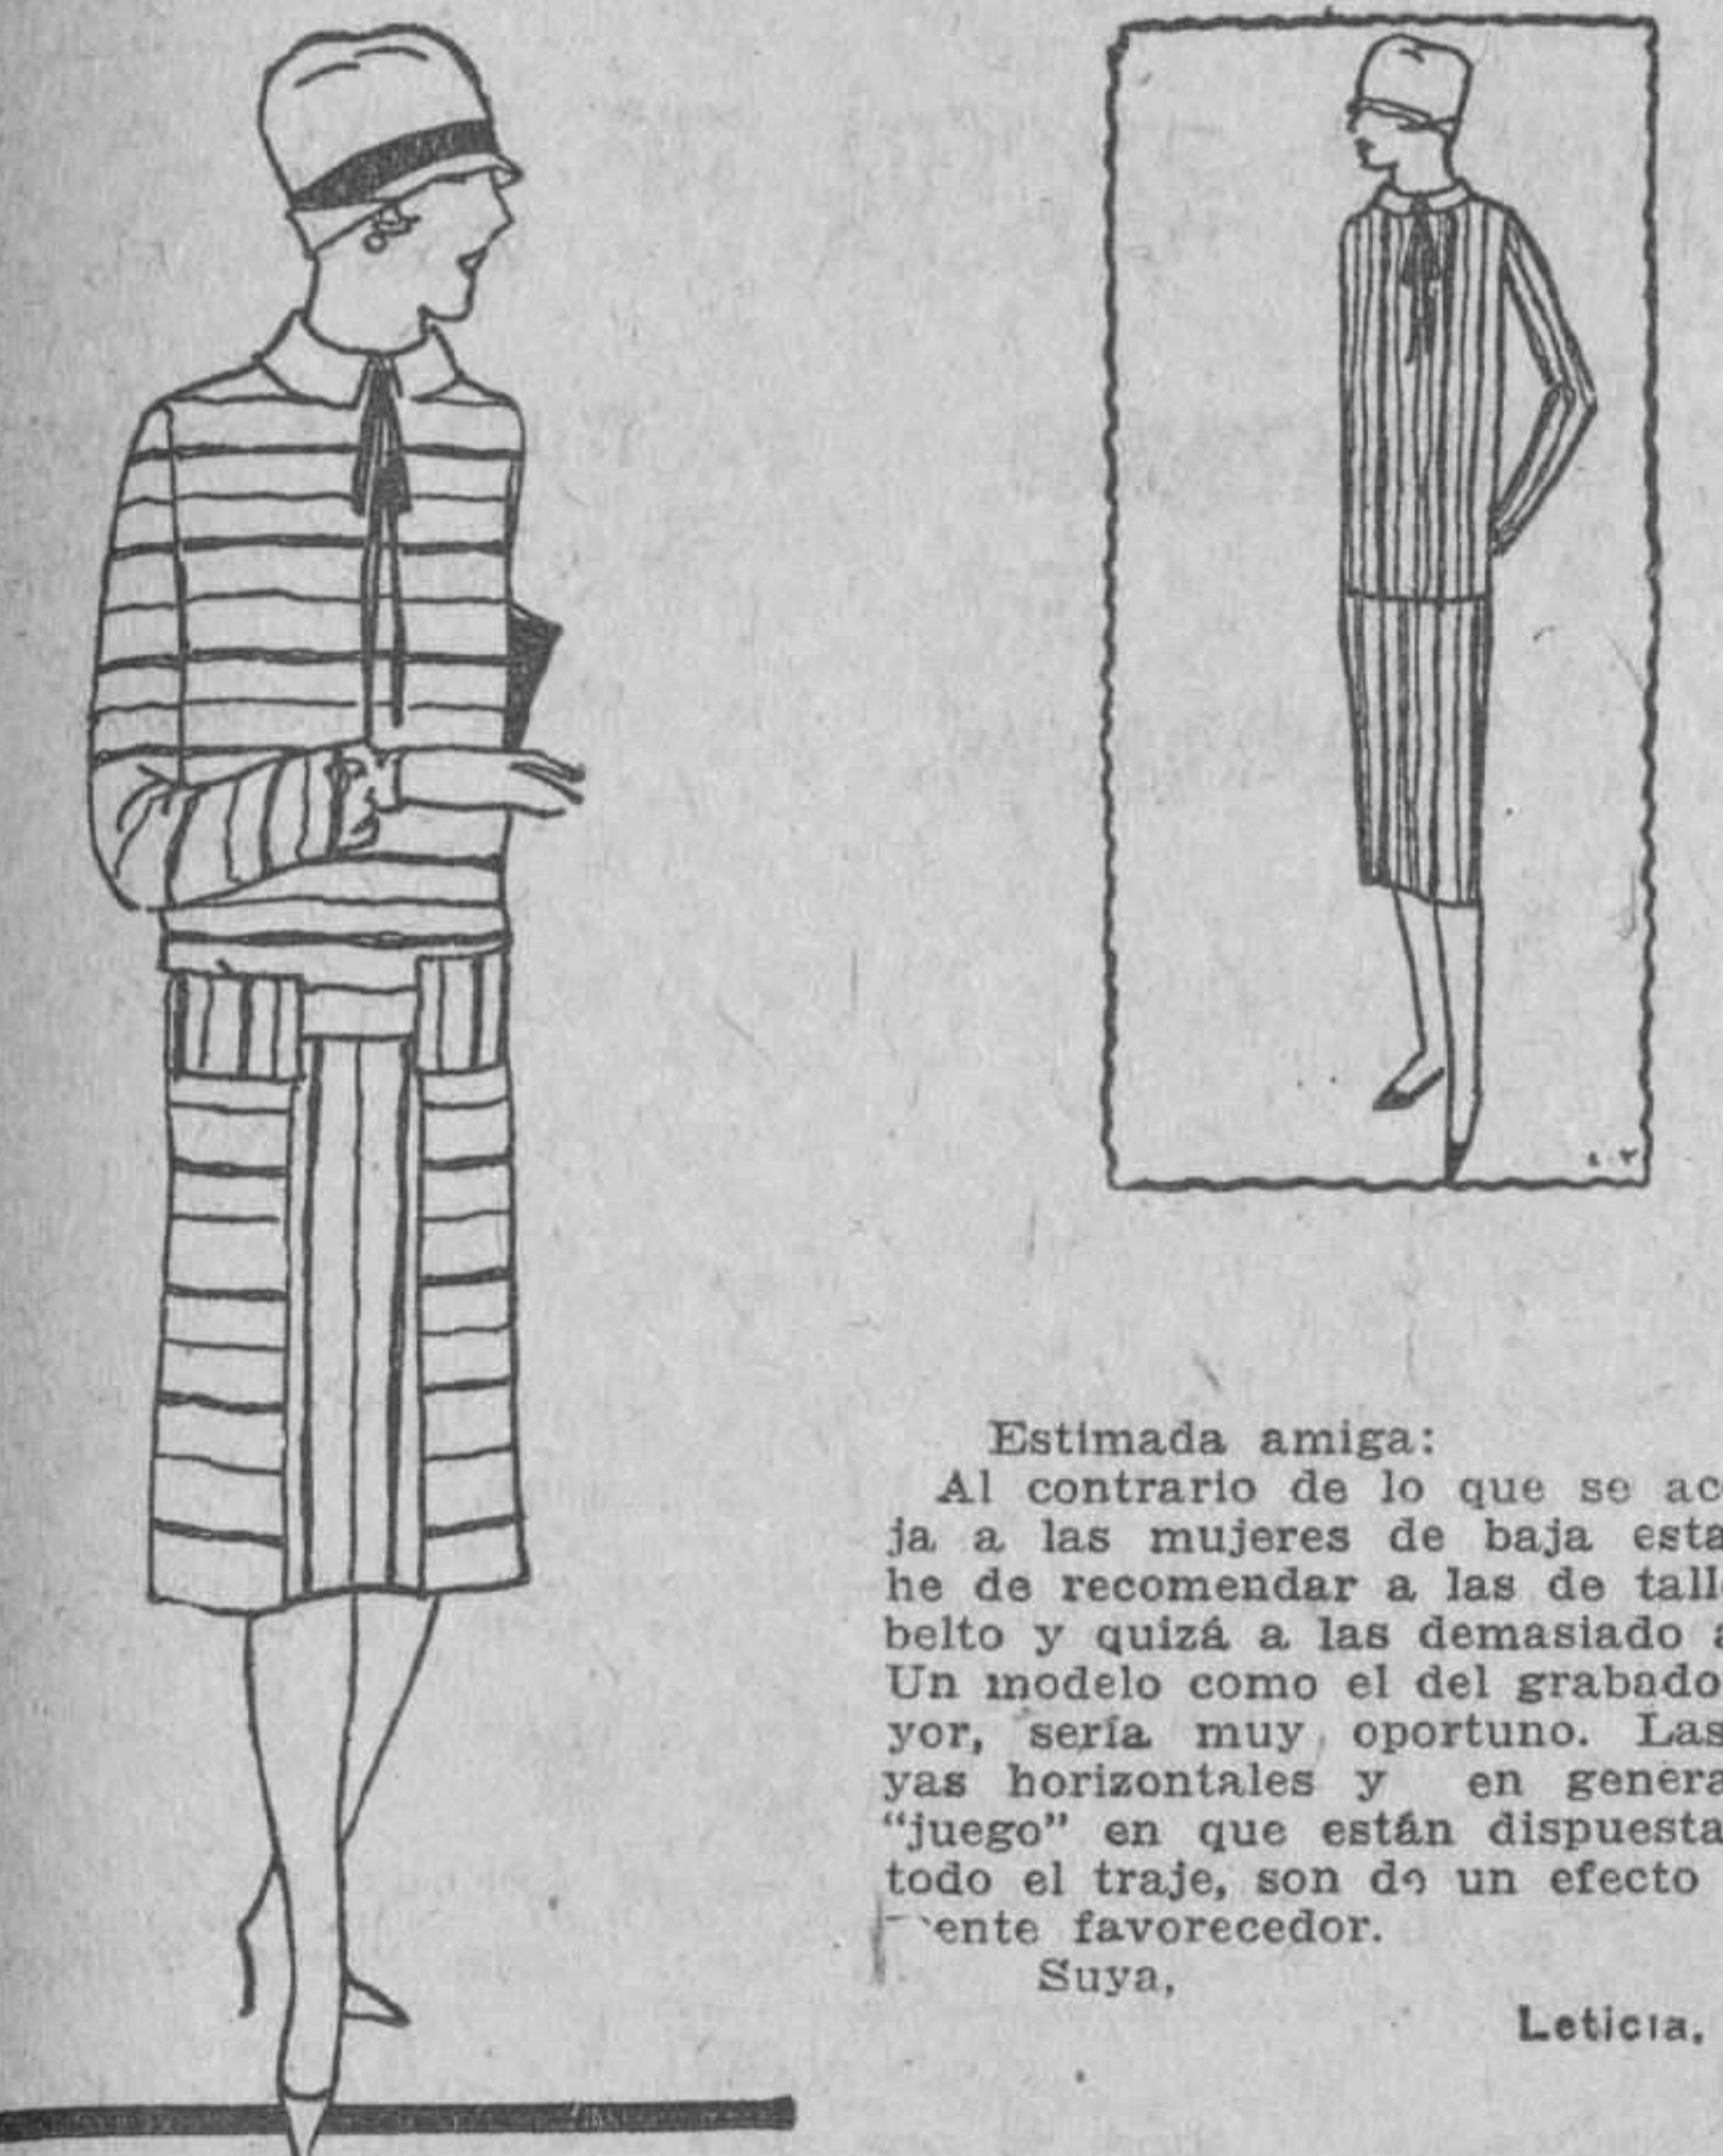 Estimada amiga:
Al contrario de lo que se ac
ja a las mujeres de baja esta
he de recomendar a las de tall
belto y quizá a las demasiado a
Un modelo como el del grabado
yor, sería muy oportuno. Las
yas horizontales y en genera
“juego” en que están dispuesta
todo el traje, son de un efecto
ente favorecedor.
Suya,
Leticia.